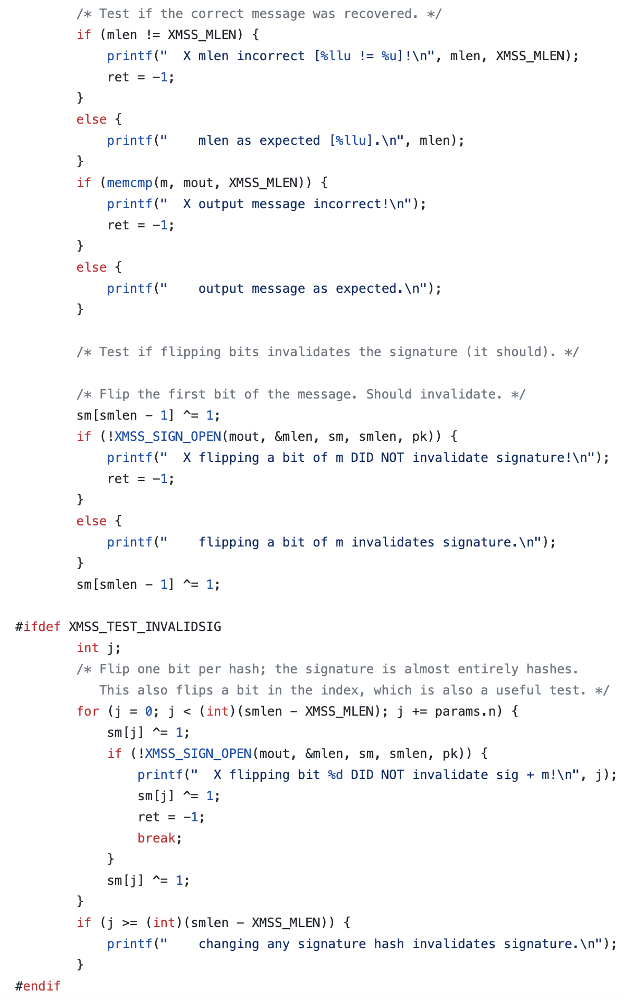 /* Test if the correct message was recovered. */
if (mlen != XMSS_MLEN) {
printf("  X mlen incorrect [%llu != %u]!\n", mlen, XMSS_MLEN);
ret = -1;
}
else {
printf("    mlen as expected [%llu].\n", mlen);
}
if (memcmp(m, mout, XMSS_MLEN)) {
printf("  X output message incorrect!\n");
ret = -1;
}
else {
printf("    output message as expected.\n");
}
/* Test if flipping bits invalidates the signature (it should). */
/* Flip the first bit of the message. Should invalidate. */
sm[smlen - 1] ^= 1;
if (!XMSS_SIGN_OPEN(mout, &mlen, sm, smlen, pk)) {
printf("  X flipping a bit of m DID NOT invalidate signature!\n");
ret = -1;
}
else {
printf("    flipping a bit of m invalidates signature.\n");
}
sm[smlen - 1] ^= 1;
#ifdef XMSS_TEST_INVALIDSIG
int j;
/* Flip one bit per hash; the signature is almost entirely hashes.
This also flips a bit in the index, which is also a useful test. */
for (j = 0; j < (int)(smlen - XMSS_MLEN); j += params.n) {
sm[j] ^= 1;
if (!XMSS_SIGN_OPEN(mout, &mlen, sm, smlen, pk)) {
printf("  X flipping bit %d DID NOT invalidate sig + m!\n", j);
sm[j] ^= 1;
ret = -1;
break;
}
sm[j] ^= 1;
}
if (j >= (int)(smlen - XMSS_MLEN)) {
printf("    changing any signature hash invalidates signature.\n");
}
#endif